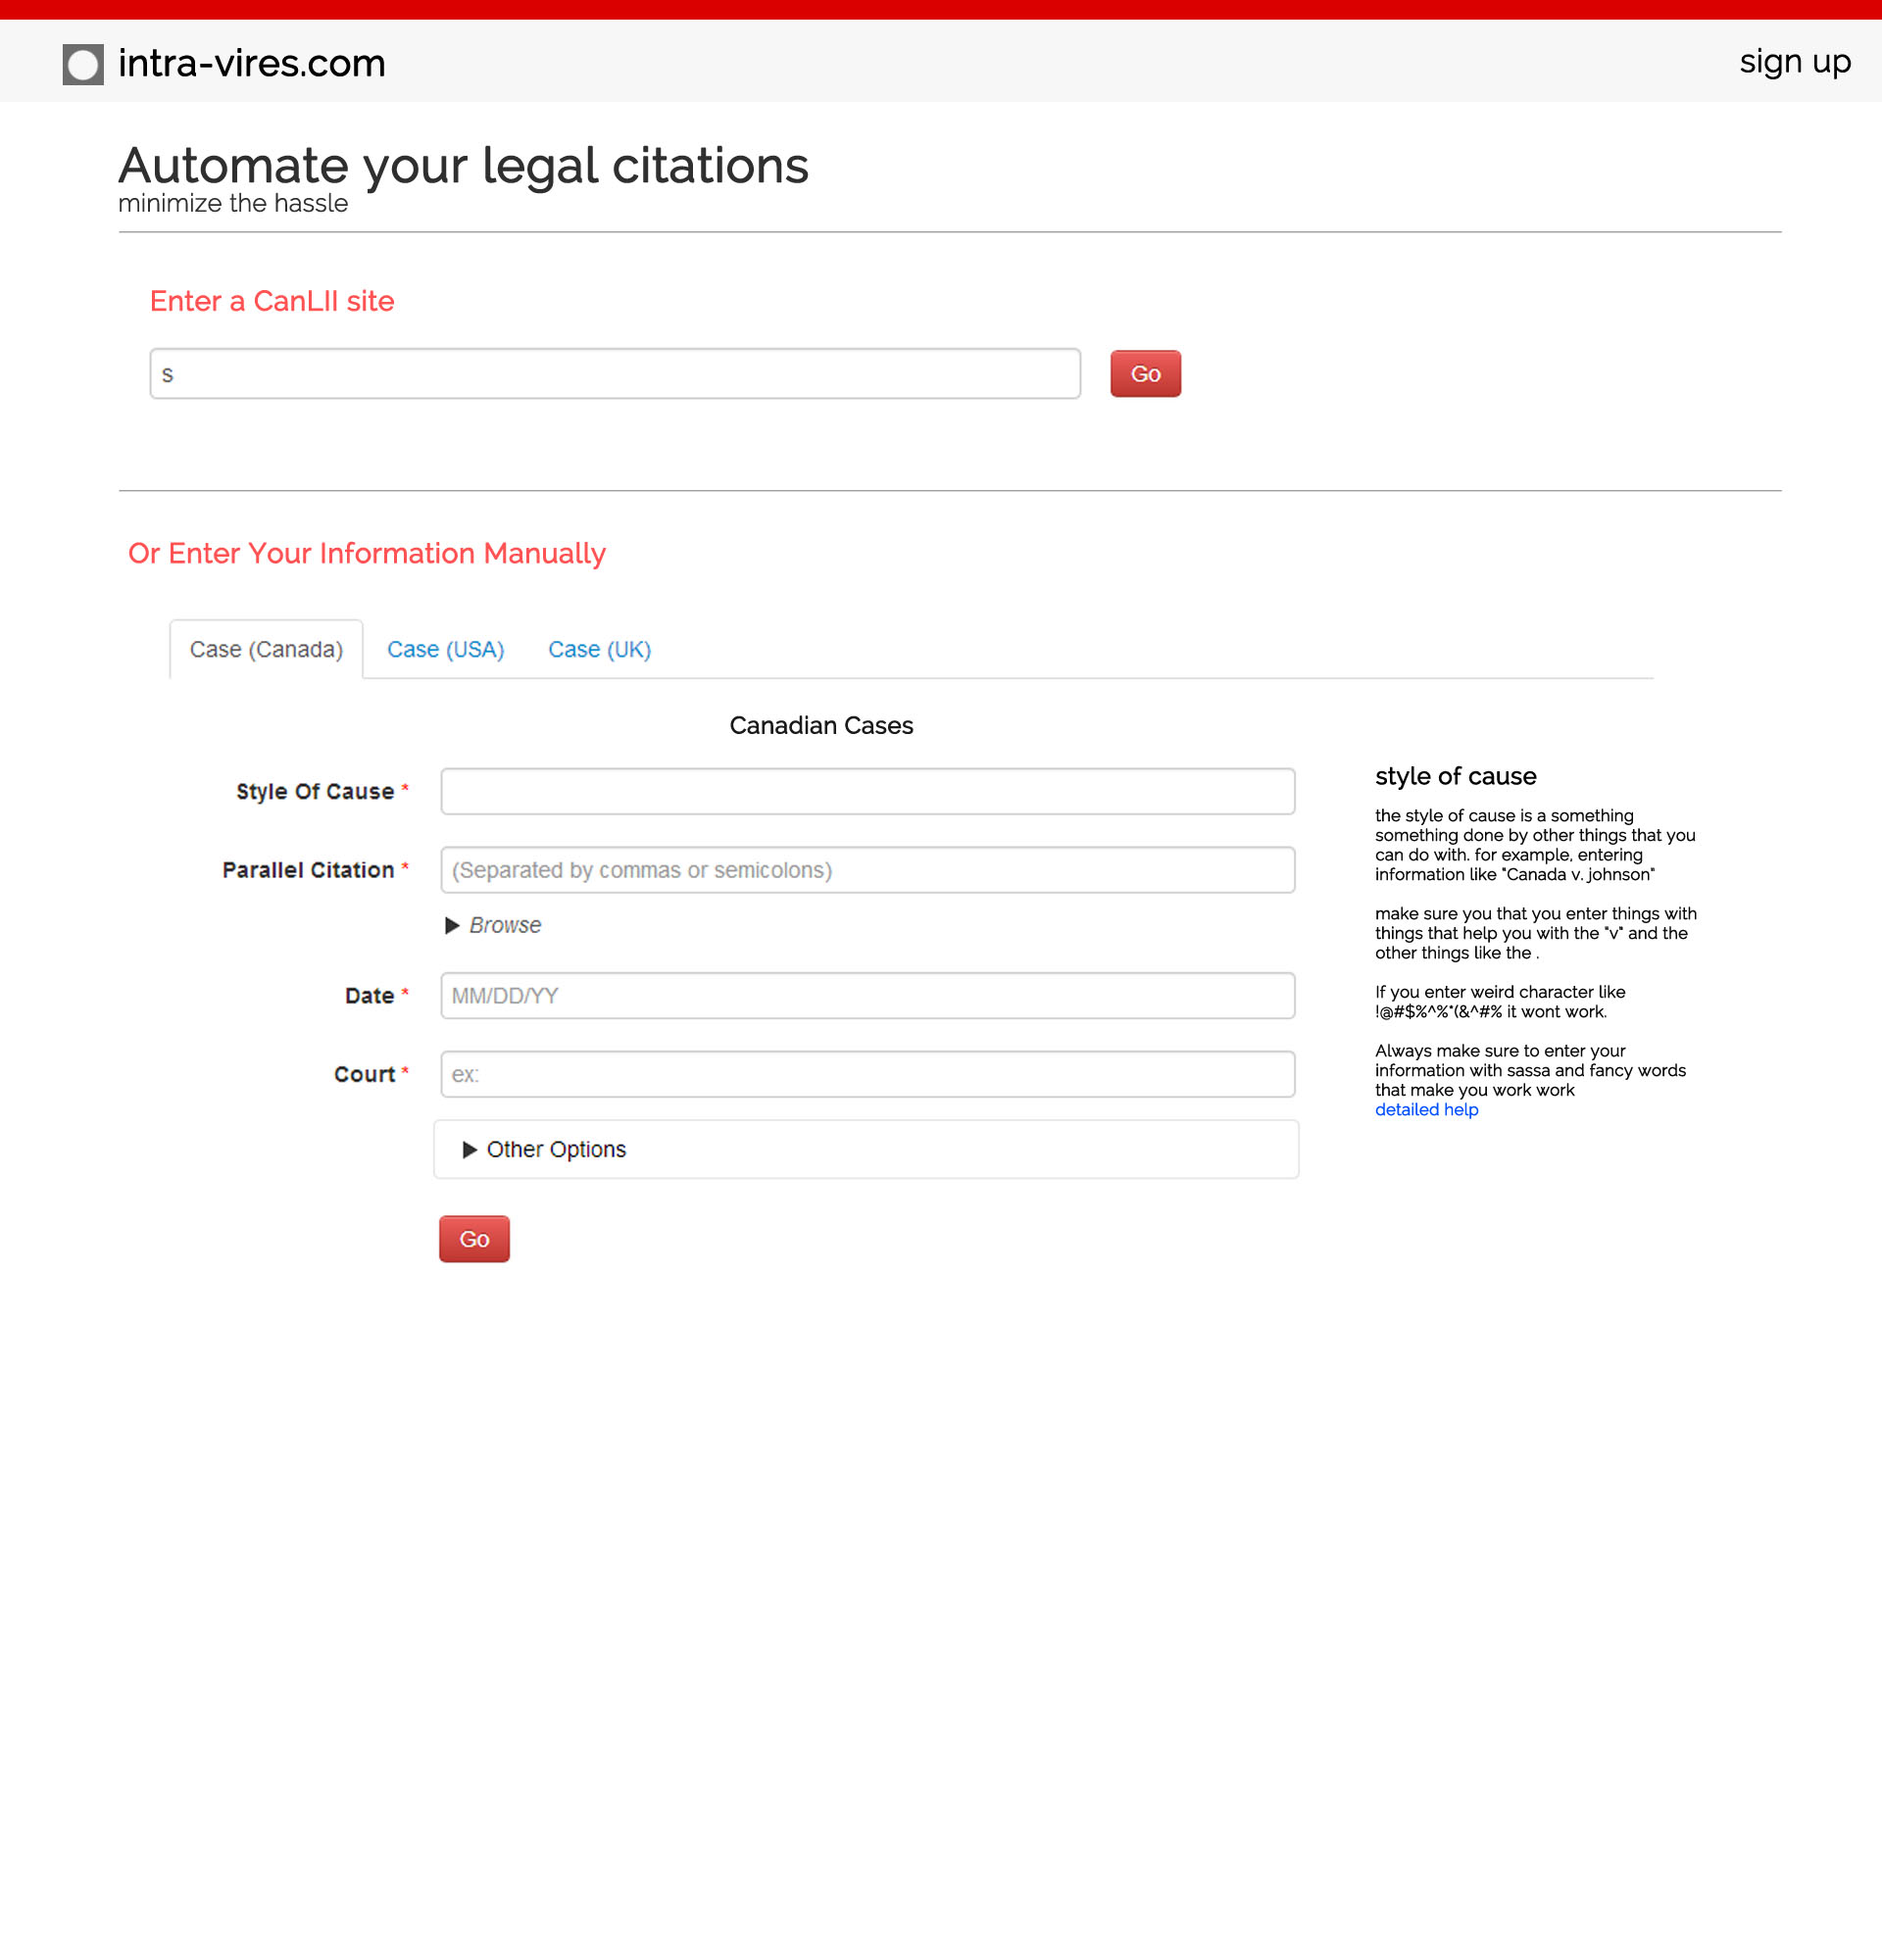 intra-vires.com
sign up
Automate your legal citations
minimize the hassle
Enter a CanLII site
s
Go
Or Enter Your Information Manually
Case (Canada)
Case (USA)
Case (UK)
Canadian Cases
Style Of Cause *
Parallel Citation *
(Separated by commas or semicolons)
▶ Browse
Date *
MM/DD/YY
Court *
ex:
▶ Other Options
Go
style of cause
the style of cause is a something
something done by other things that you
can do with. for example, entering
information like "Canada v. johnson"
make sure you that you enter things with
things that help you with the "v" and the
other things like the .
If you enter weird character like
!@#$%^%*(&^#% it wont work.
Always make sure to enter your
information with sassa and fancy words
that make you work work
detailed help